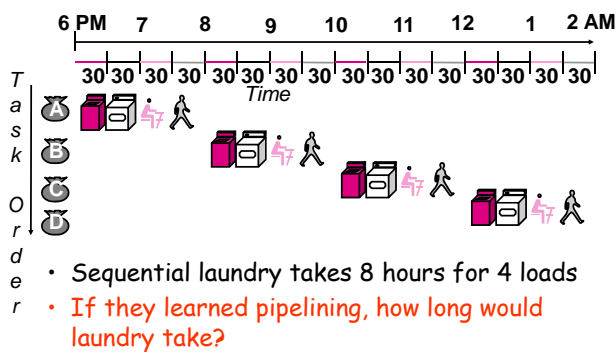 6 PM 7 8 9 10 11 12 1 2 AM
30 30 30 30 30 30 30 30 30 30 30 30 30 30 30 30
Time
Task Order
A
B
C
D
• Sequential laundry takes 8 hours for 4 loads
• If they learned pipelining, how long would
laundry take?